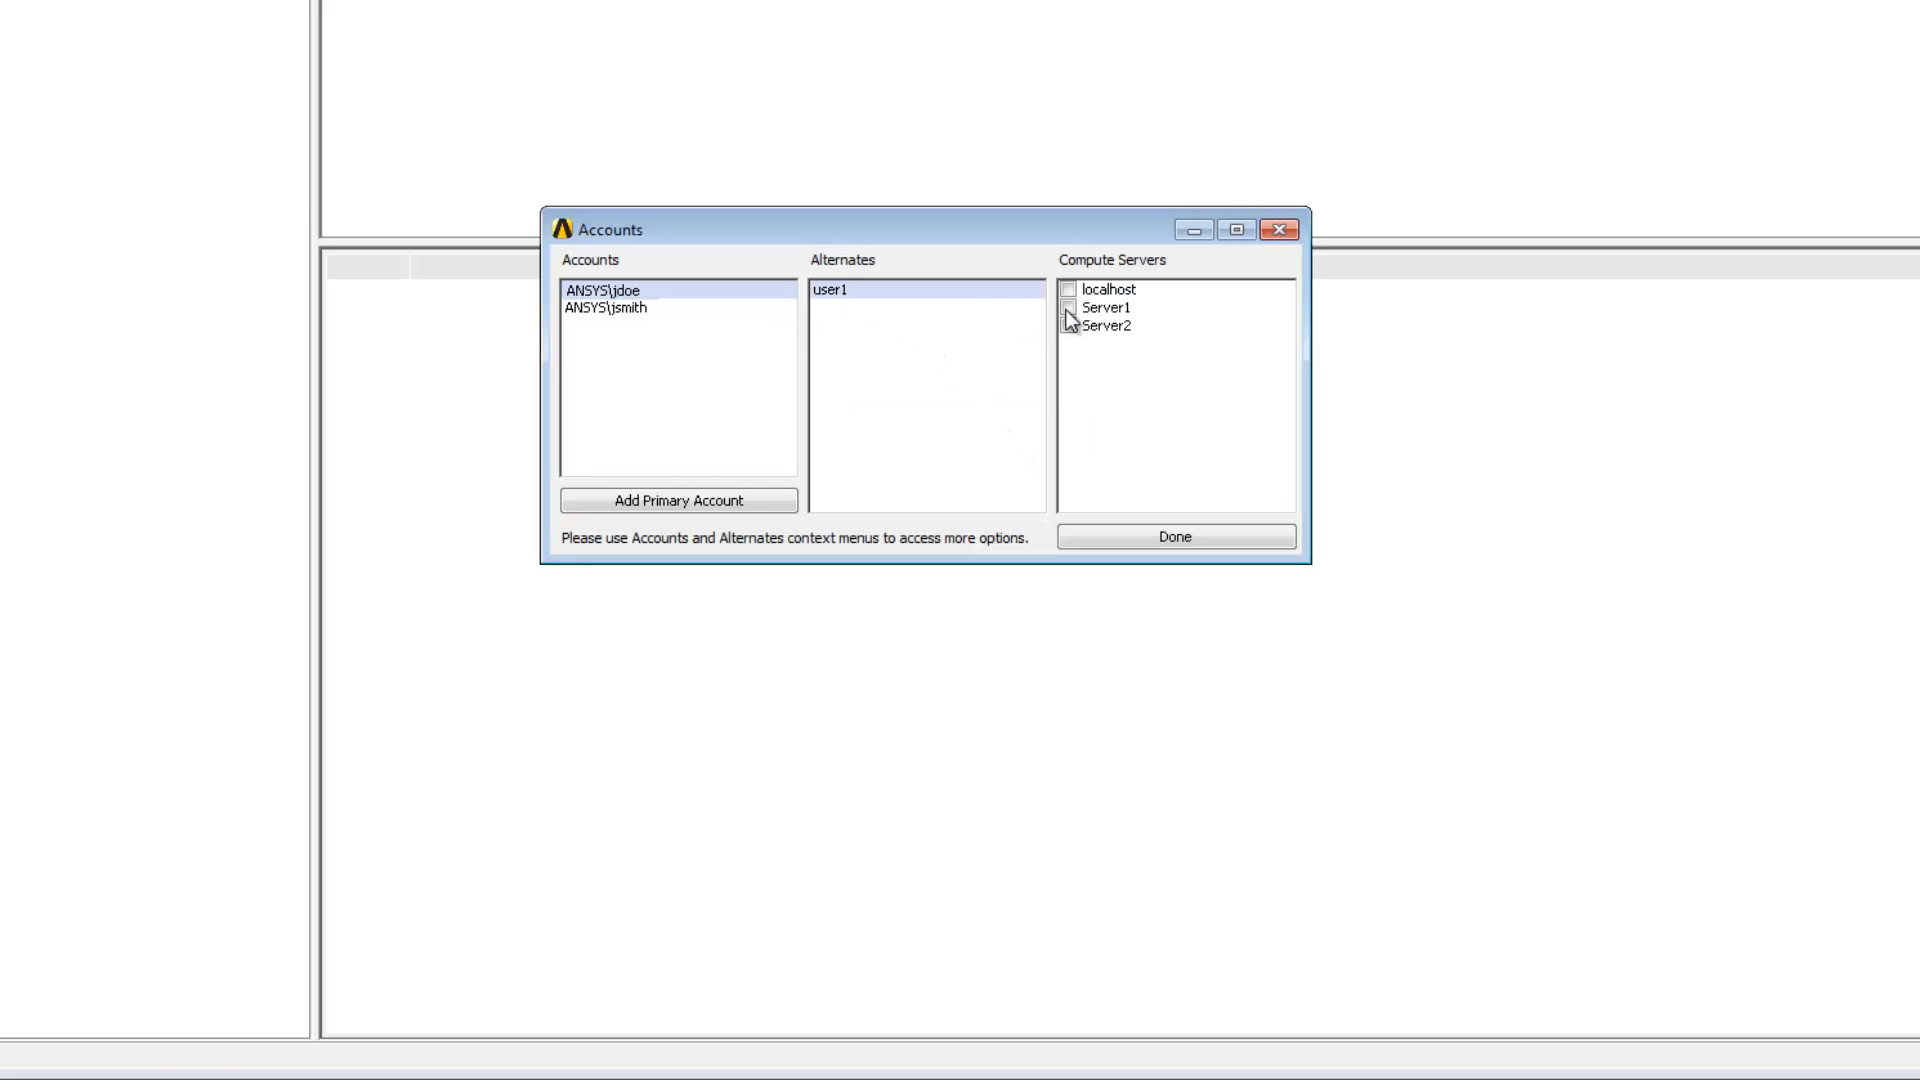 Accounts
Accounts
Alternates
Compute Servers
ANSYS\jdoe
ANSYS\jsmith
user1
localhost
Server1
Server2
Add Primary Account
Please use Accounts and Alternates context menus to access more options.
Done